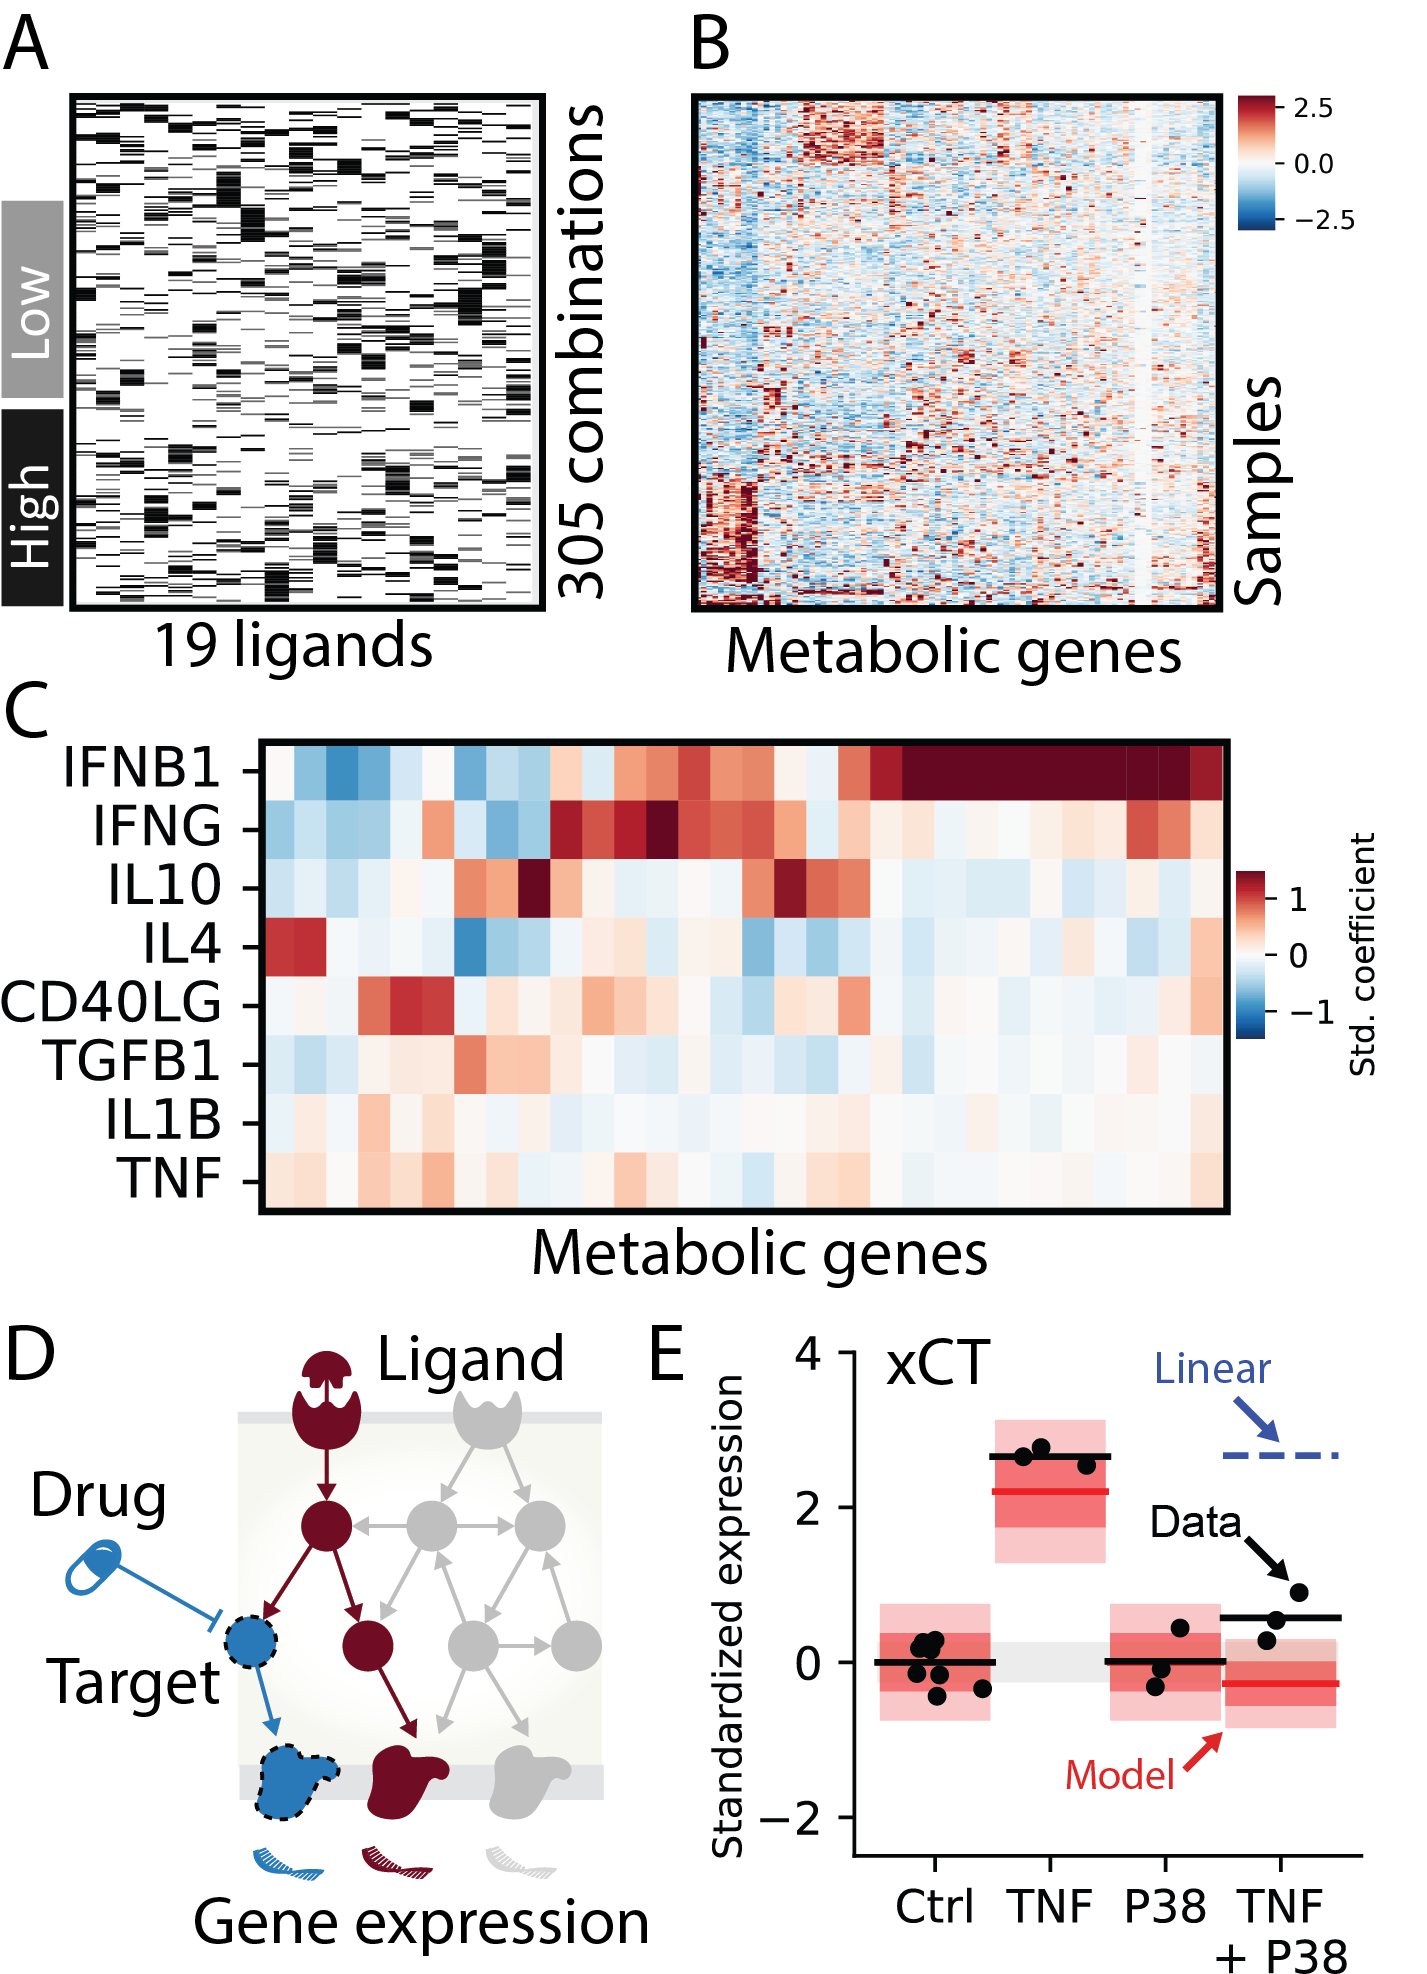 A
Low
High
305 combinations
19 ligands
B
2.5
0.0
−2.5
Samples
Metabolic genes
C
IFNB1
IFNG
IL10
IL4
CD40LG
TGFB1
IL1B
TNF
1
0
−1
Std. coefficient
Metabolic genes
D
Ligand
Drug
Target
Gene expression
E
xCT
Standardized expression
4
2
0
−2
Linear
Data
Model
Ctrl
TNF
P38
TNF
+ P38